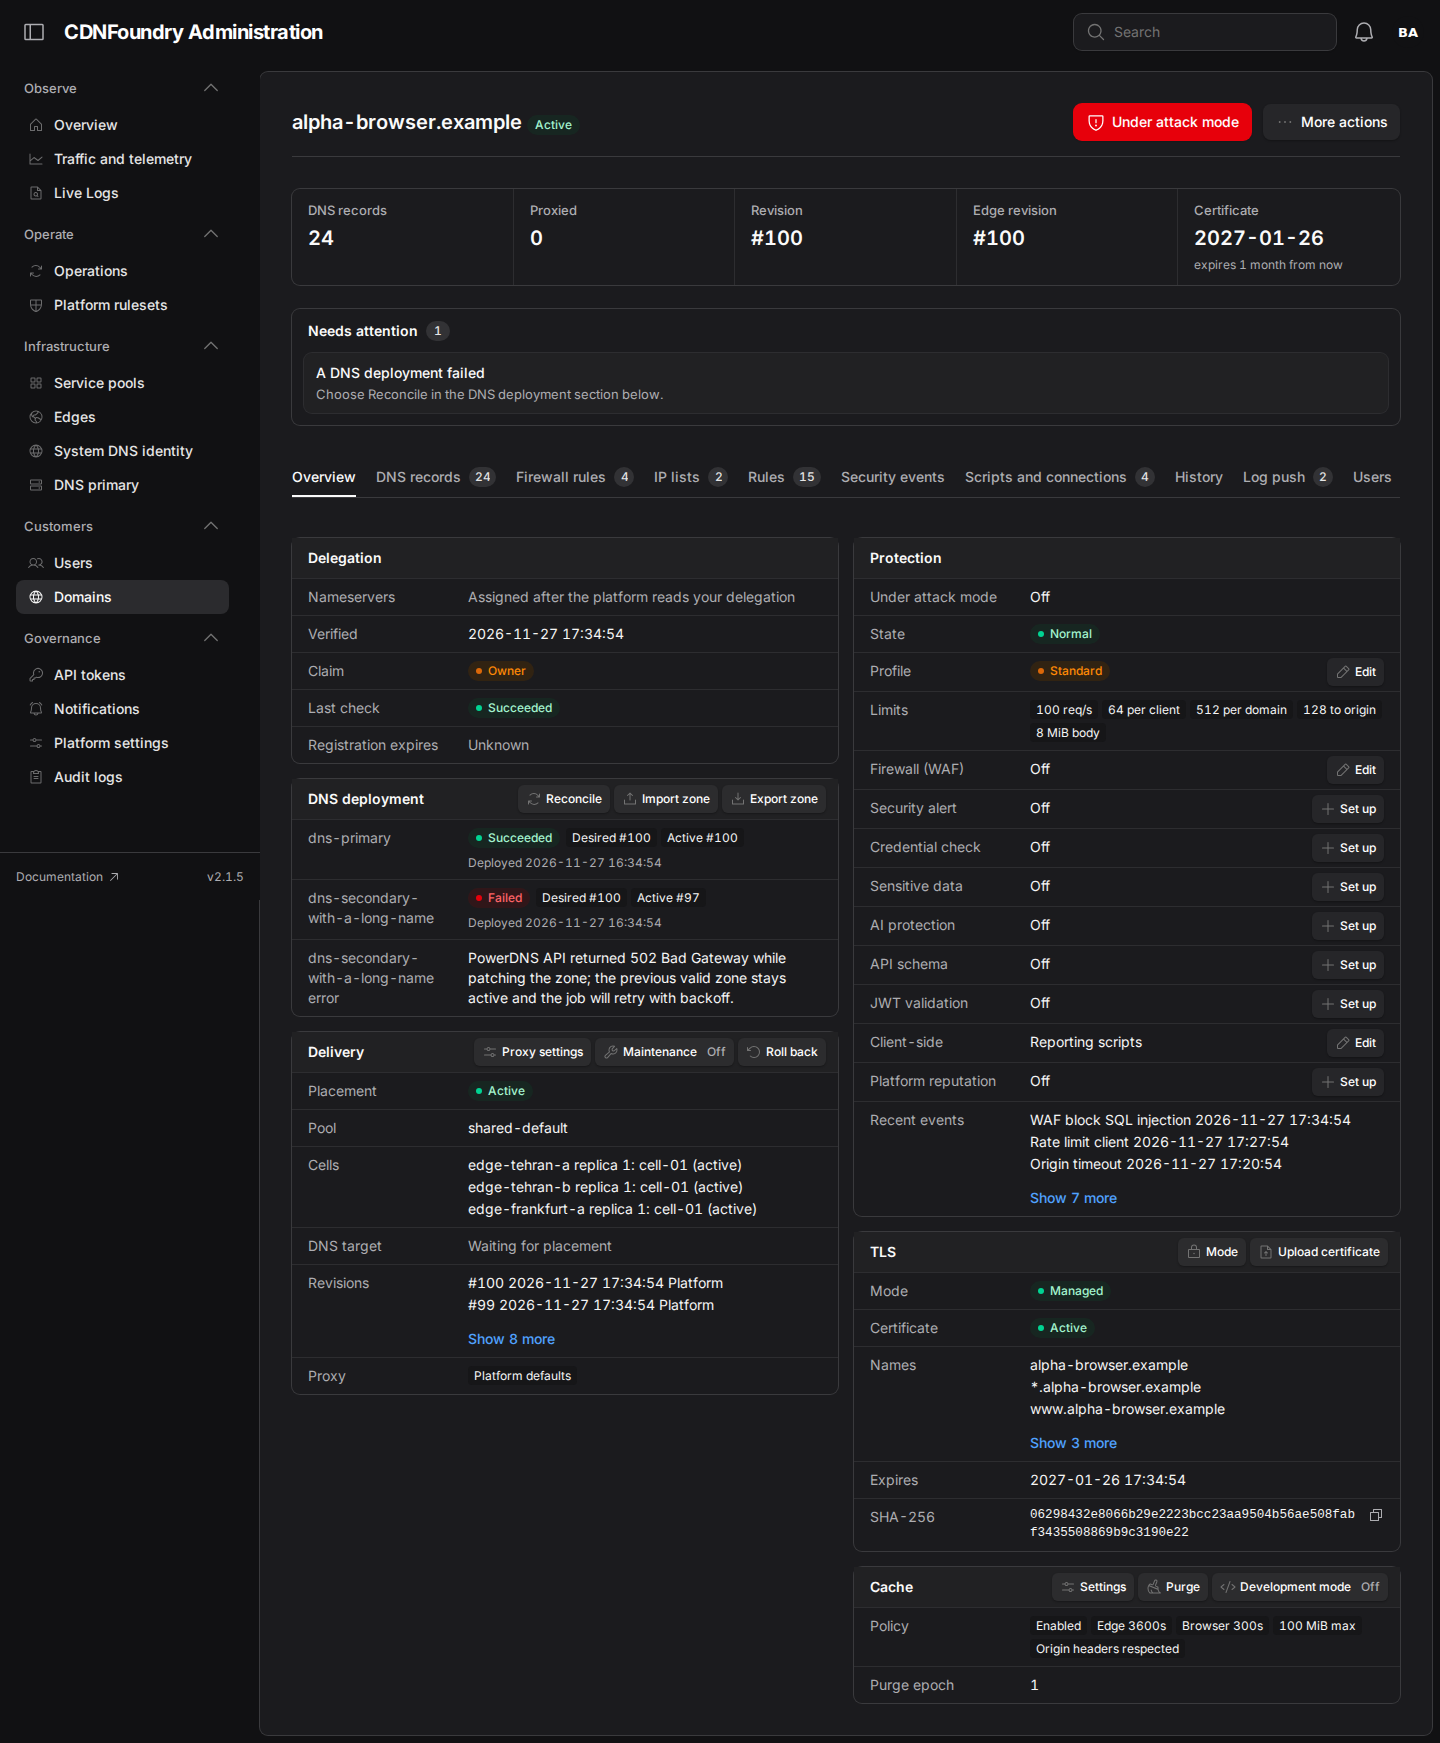 CDNFoundry Administration
Search
BA
Observe
Overview
Traffic and telemetry
Live Logs
Operate
Operations
Platform rulesets
Infrastructure
Service pools
Edges
System DNS identity
DNS primary
Customers
Users
Domains
Governance
API tokens
Notifications
Platform settings
Audit logs
Documentation
v2.1.5
alpha-browser.example Active
Under attack mode
More actions
DNS records
24
Proxied
0
Revision
#100
Edge revision
#100
Certificate
2027-01-26
expires 1 month from now
Needs attention 1
A DNS deployment failed
Choose Reconcile in the DNS deployment section below.
Overview DNS records 24 Firewall rules 4 IP lists 2 Rules 15 Security events Scripts and connections 4 History Log push 2 Users
Delegation
Nameservers Assigned after the platform reads your delegation
Verified 2026-11-27 17:34:54
Claim Owner
Last check Succeeded
Registration expires Unknown
DNS deployment Reconcile Import zone Export zone
dns-primary Succeeded Desired #100 Active #100
Deployed 2026-11-27 16:34:54
dns-secondary- Failed Desired #100 Active #97
with-a-long-name Deployed 2026-11-27 16:34:54
dns-secondary- PowerDNS API returned 502 Bad Gateway while
with-a-long-name patching the zone; the previous valid zone stays
error active and the job will retry with backoff.
Delivery Proxy settings Maintenance Off Roll back
Placement Active
Pool shared-default
Cells edge-tehran-a replica 1: cell-01 (active)
edge-tehran-b replica 1: cell-01 (active)
edge-frankfurt-a replica 1: cell-01 (active)
DNS target Waiting for placement
Revisions #100 2026-11-27 17:34:54 Platform
#99 2026-11-27 17:34:54 Platform
Show 8 more
Proxy Platform defaults
Protection
Under attack mode Off
State Normal
Profile Standard Edit
Limits 100 req/s 64 per client 512 per domain 128 to origin
8 MiB body
Firewall (WAF) Off Edit
Security alert Off Set up
Credential check Off Set up
Sensitive data Off Set up
AI protection Off Set up
API schema Off Set up
JWT validation Off Set up
Client-side Reporting scripts Edit
Platform reputation Off Set up
Recent events WAF block SQL injection 2026-11-27 17:34:54
Rate limit client 2026-11-27 17:27:54
Origin timeout 2026-11-27 17:20:54
Show 7 more
TLS Mode Upload certificate
Mode Managed
Certificate Active
Names alpha-browser.example
*.alpha-browser.example
www.alpha-browser.example
Show 3 more
Expires 2027-01-26 17:34:54
SHA-256 06298432e8066b29e2223bcc23aa9504b56ae508fab
f3435508869b9c3190e22
Cache Settings Purge Development mode Off
Policy Enabled Edge 3600s Browser 300s 100 MiB max
Origin headers respected
Purge epoch 1